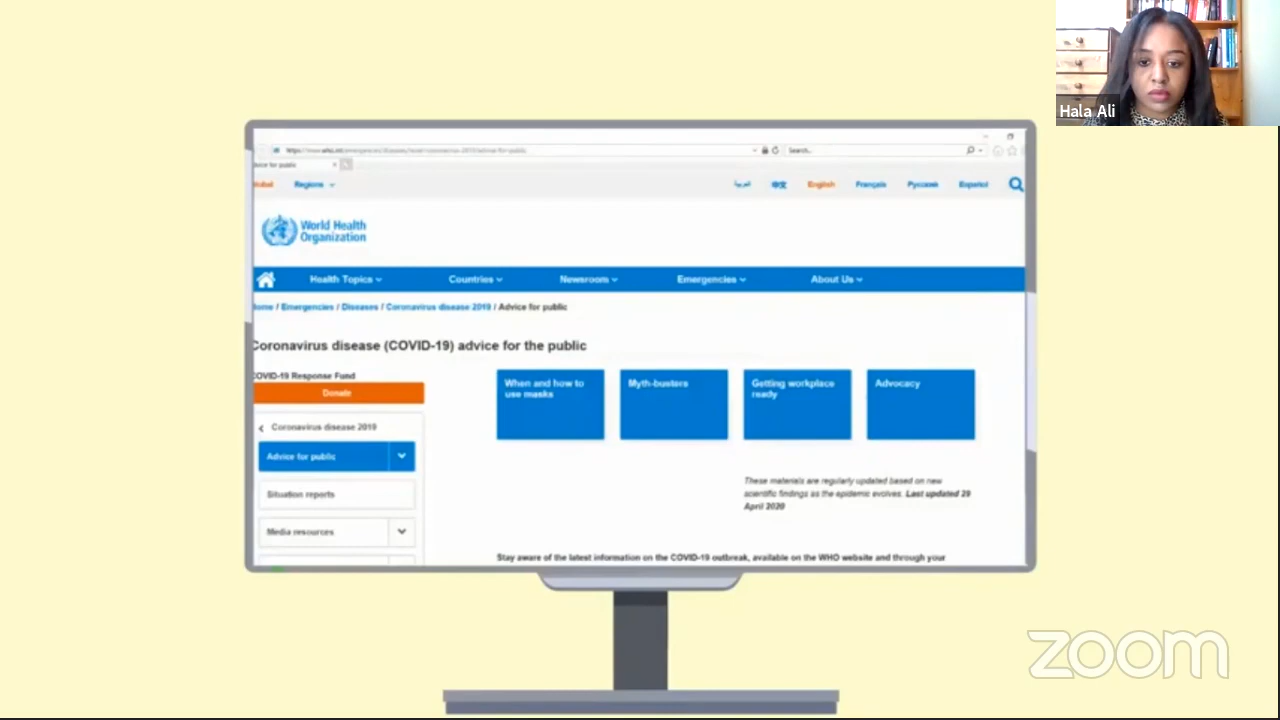 Hala Ali
Search...
Regions
العربية 中文 English Français Русский Español
World Health
Organization
Health Topics Countries Newsroom Emergencies About Us
/ Emergencies / Diseases / Coronavirus disease 2019 / Advice for public
Coronavirus disease (COVID-19) advice for the public
COVID-19 Response Fund
Donate
Coronavirus disease 2019
Advice for public
Situation reports
Media resources
When and how to
use masks
Myth-busters
Getting workplace
ready
Advocacy
These materials are regularly updated based on new
scientific findings as the epidemic evolves. Last updated 29
April 2020
Stay aware of the latest information on the COVID-19 outbreak, available on the WHO website and through your
zoom